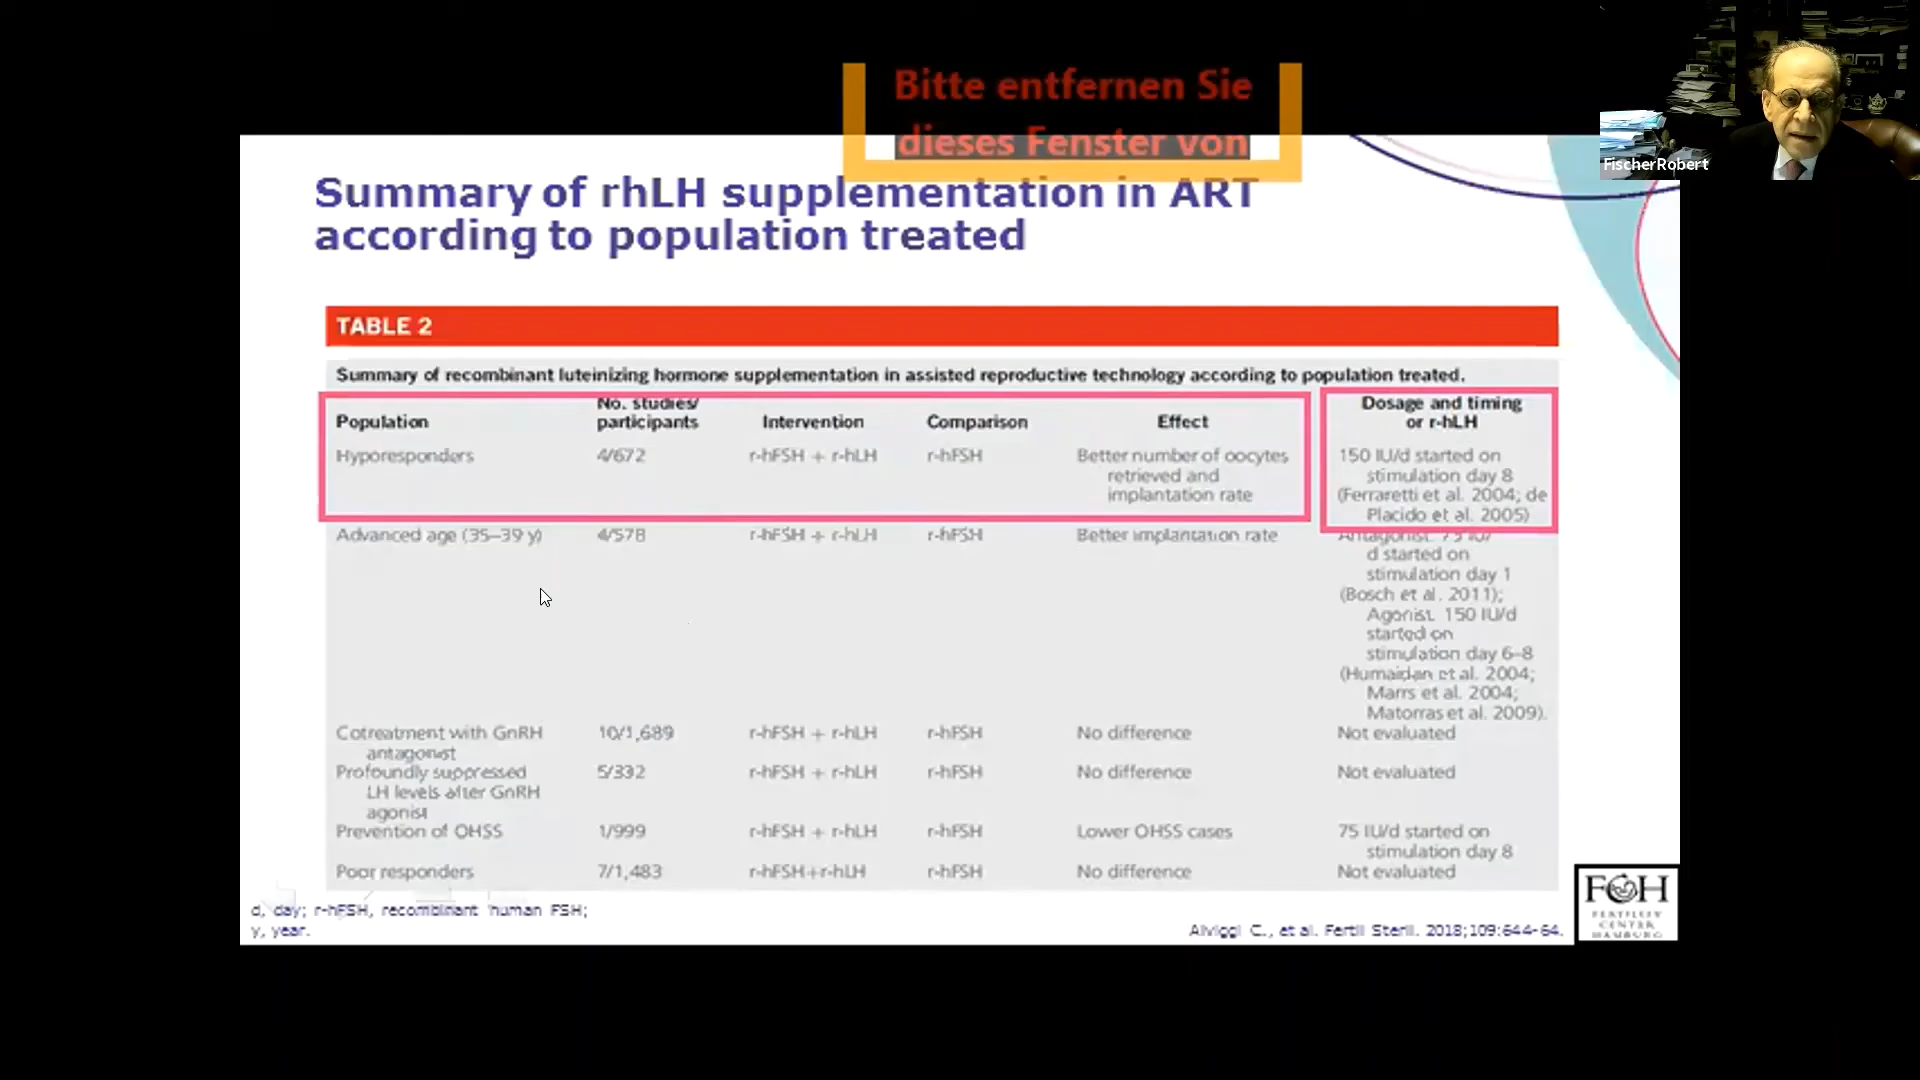 Bitte entfernen Sie
dieses Fenster von
FischerRobert
Summary of rhLH supplementation in ART
according to population treated
TABLE 2
Summary of recombinant luteinizing hormone supplementation in assisted reproductive technology according to population treated.
Population
No. studies/
participants
Intervention
Comparison
Effect
Dosage and timing
or r-hLH
Hyporesponders
4/672
r-hFSH + r-hLH
r-hFSH
Better number of oocytes
retrieved and
implantation rate
150 IU/d started on
stimulation day 8
(Ferraretti et al. 2004; de
Placido et al. 2005)
Advanced age (35–39 y)
4/578
r-hFSH + r-hLH
r-hFSH
Better implantation rate
Antagonist. 75 IU/
d started on
stimulation day 1
(Bosch et al. 2011);
Agonist. 150 IU/d
started on
stimulation day 6–8
(Humaidan et al. 2004;
Marrs et al. 2004;
Matorras et al. 2009).
Cotreatment with GnRH
antagonist
10/1,689
r-hFSH + r-hLH
r-hFSH
No difference
Not evaluated
Profoundly suppressed
LH levels after GnRH
agonist
5/332
r-hFSH + r-hLH
r-hFSH
No difference
Not evaluated
Prevention of OHSS
1/999
r-hFSH + r-hLH
r-hFSH
Lower OHSS cases
75 IU/d started on
stimulation day 8
Poor responders
7/1,483
r-hFSH+r-hLH
r-hFSH
No difference
Not evaluated
d, day; r-hFSH, recombinant human FSH;
y, year.
Alviggi C., et al. Fertil Steril. 2018;109:644-64.
FCH
FERTILITY
CENTER
HAMBURG